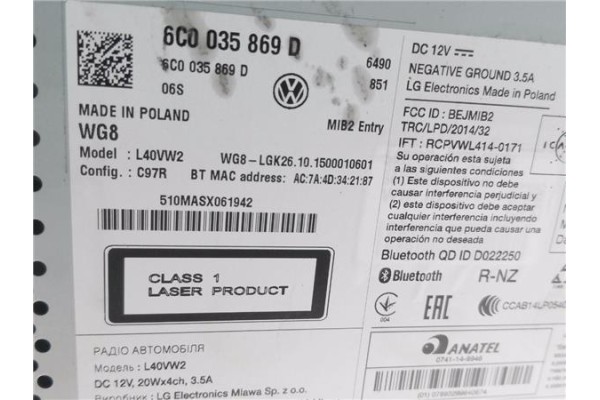 6C0 035 869 D
6C0 035 869 D
06S
6490
851
MADE IN POLAND
WG8
MIB2 Entry
Model : L40VW2
WG8-LGK26.10.1500010601
Config. : C97R
BT MAC address: AC:7A:4D:34:21:87
510MASX061942
CLASS 1
LASER PRODUCT
РАДІО АВТОМОБІЛЯ
Модель : L40VW2
DC 12V, 20Wx4ch, 3.5A
LG Electronics Mlawa Sp. z o.o.
DC 12V
NEGATIVE GROUND 3.5A
LG Electronics Made in Poland
FCC ID : BEJMIB2
TRC/LPD/2014/32
IFT : RCPVWL414-0171
Su operación esta sujeta
a las siguientes condiciones
(1) Este dispositivo no debe
causar interferencia perjudicial y
(2) este dispositivo debe aceptar
cualquier interferencia incluyendo
interferencia que pueda causar
una operación no deseada
Bluetooth QD ID D022250
Bluetooth
R-NZ
EAC
ANATEL
0741-14-9946